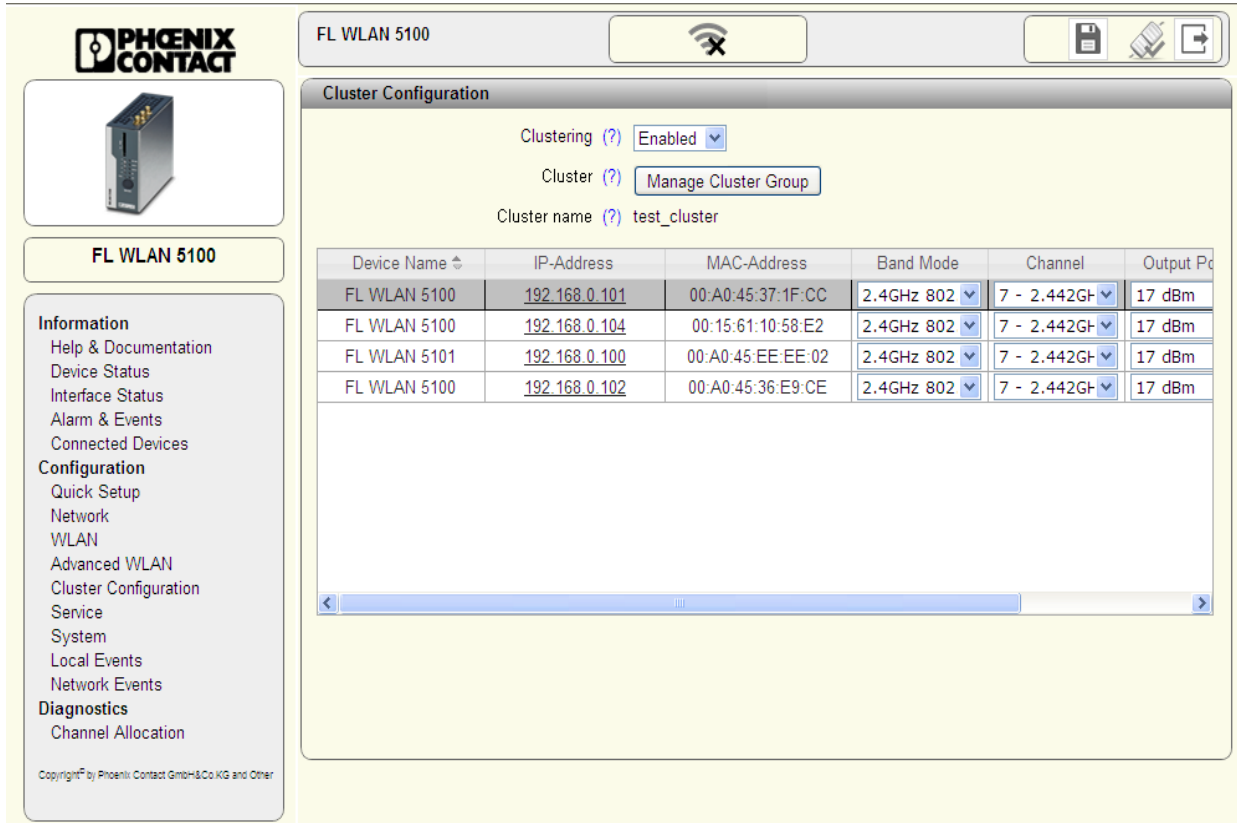 PHŒNIX
CONTACT
FL WLAN 5100
Information
Help & Documentation
Device Status
Interface Status
Alarm & Events
Connected Devices
Configuration
Quick Setup
Network
WLAN
Advanced WLAN
Cluster Configuration
Service
System
Local Events
Network Events
Diagnostics
Channel Allocation
Copyright© by Phoenix Contact GmbH&Co.KG and Other
FL WLAN 5100
Cluster Configuration
Clustering (?) Enabled
Cluster (?) Manage Cluster Group
Cluster name (?) test_cluster
Device Name IP-Address MAC-Address Band Mode Channel Output Po
FL WLAN 5100 192.168.0.101 00:A0:45:37:1F:CC 2.4GHz 802 7 - 2.442GH 17 dBm
FL WLAN 5100 192.168.0.104 00:15:61:10:58:E2 2.4GHz 802 7 - 2.442GH 17 dBm
FL WLAN 5101 192.168.0.100 00:A0:45:EE:EE:02 2.4GHz 802 7 - 2.442GH 17 dBm
FL WLAN 5100 192.168.0.102 00:A0:45:36:E9:CE 2.4GHz 802 7 - 2.442GH 17 dBm